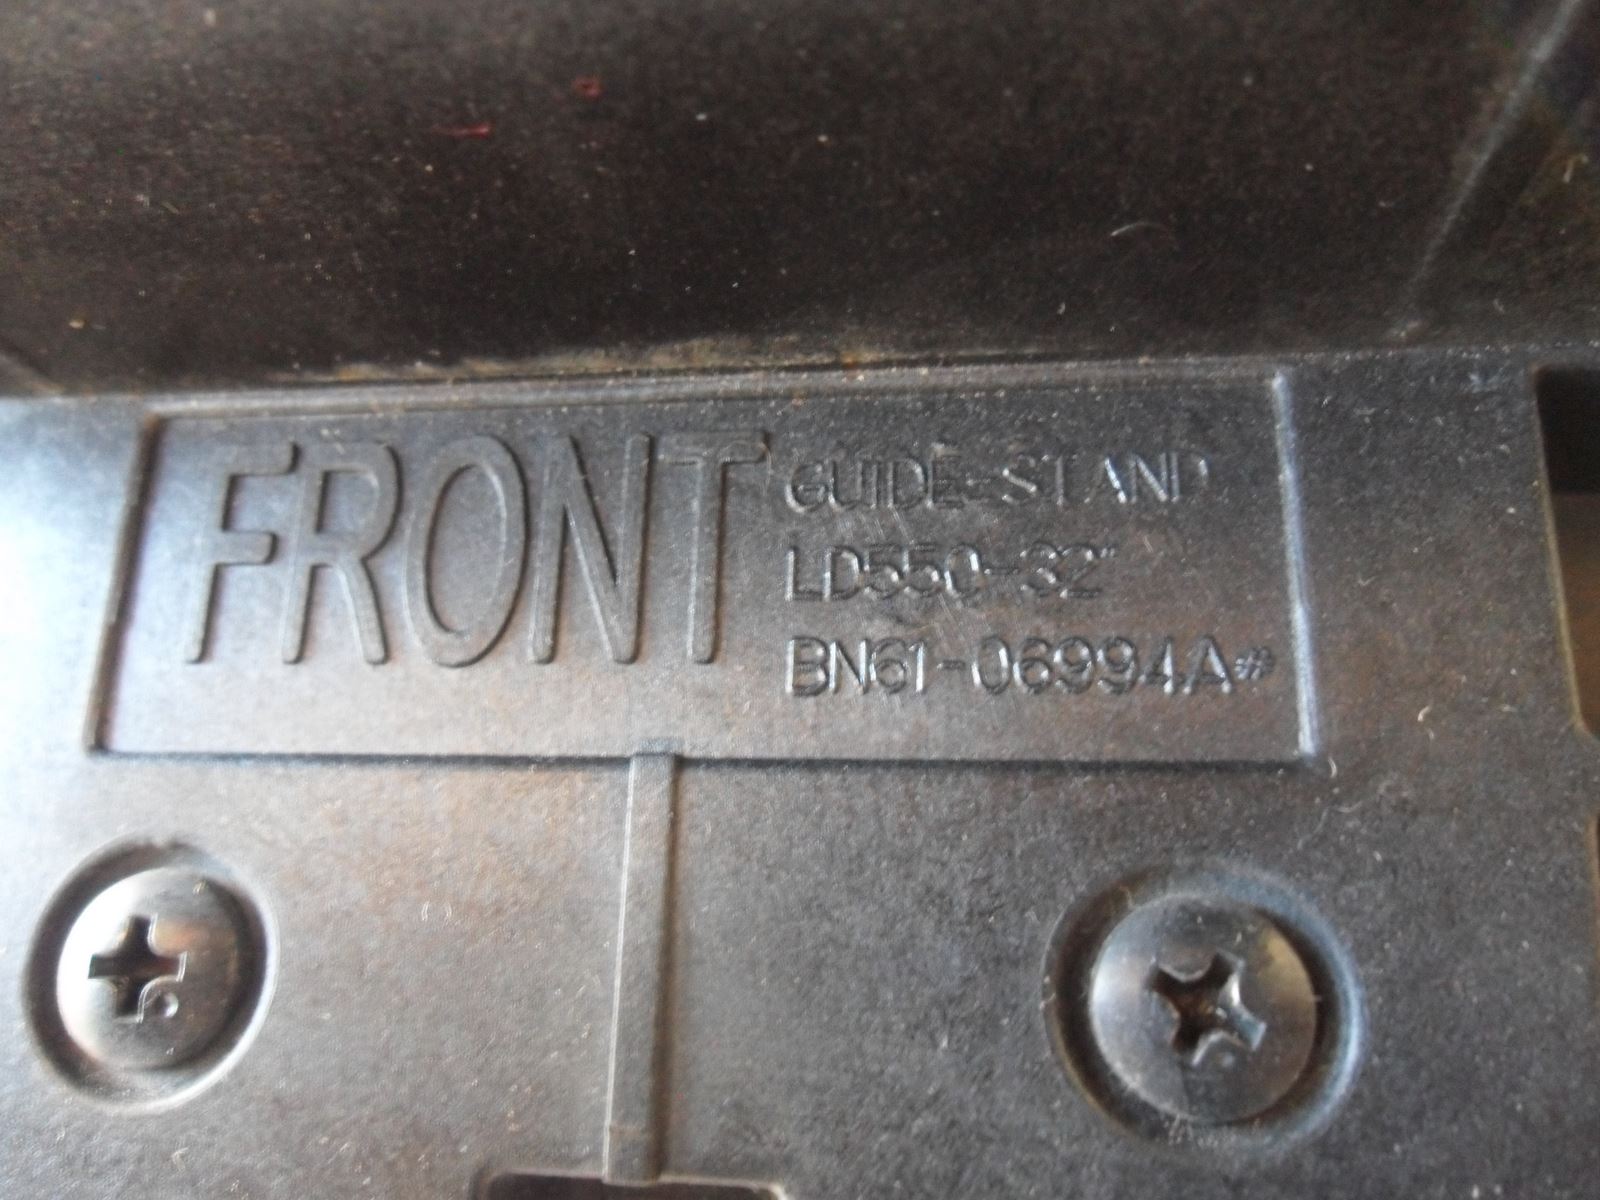 FRONT
GUIDE-STAND
LD550-32"
BN61-06994A#